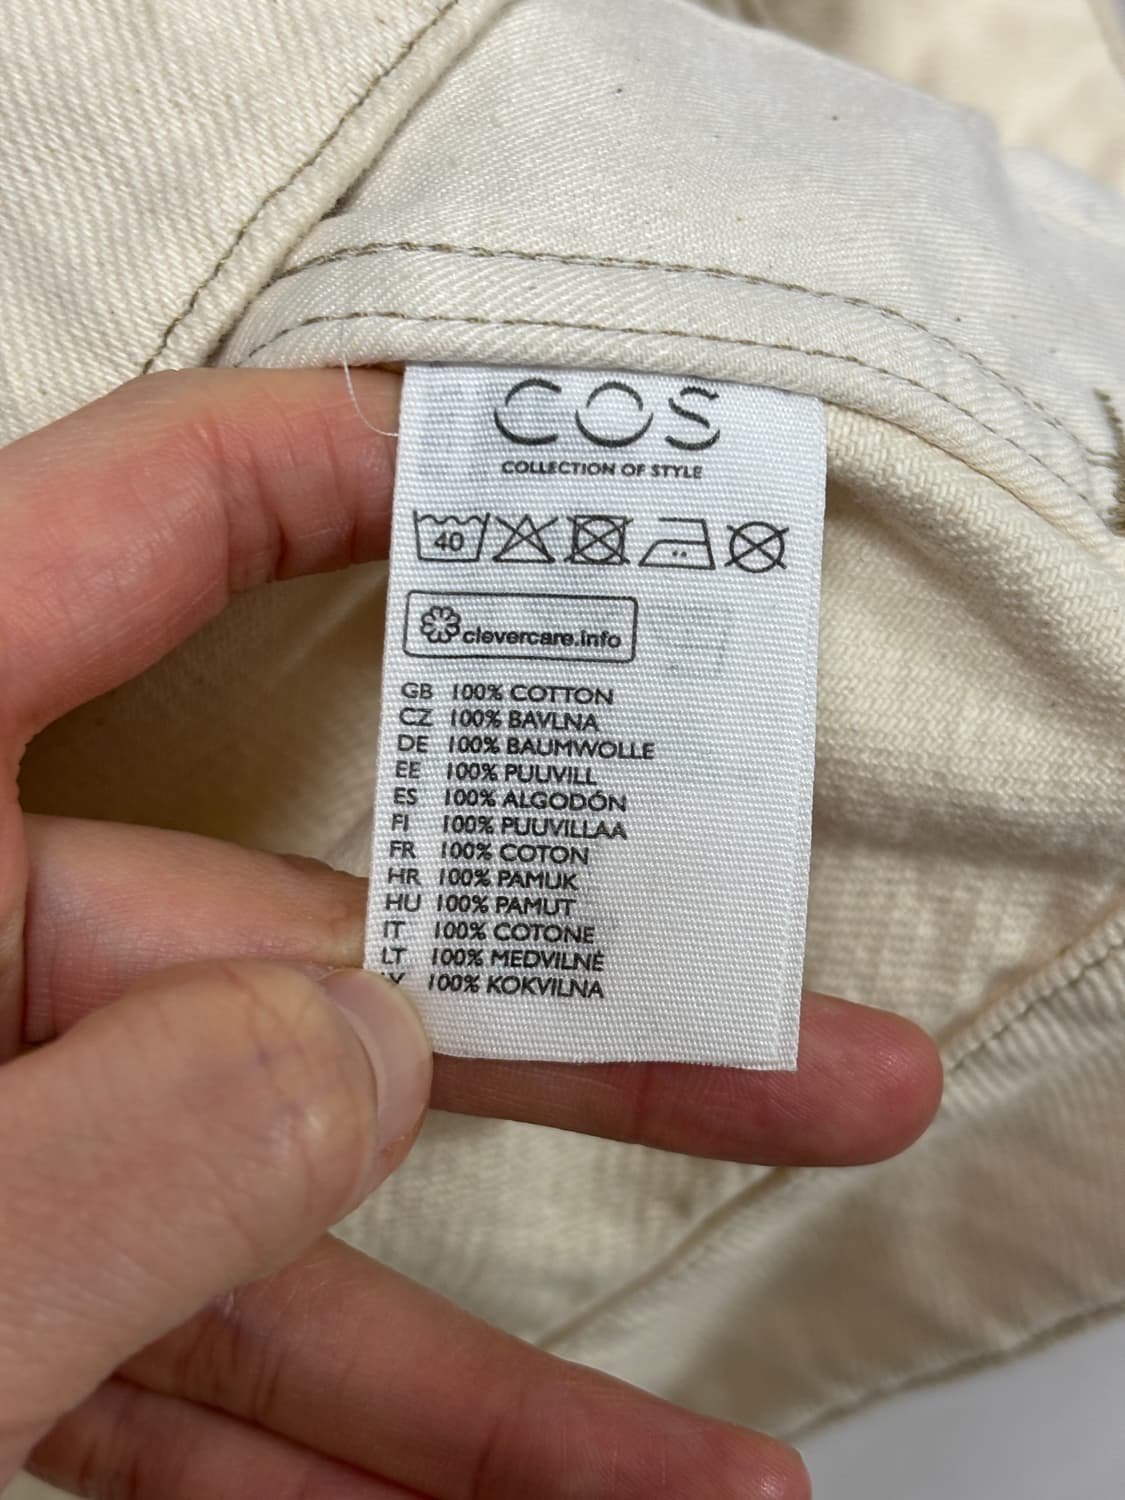 COS
COLLECTION OF STYLE
40
clevercare.info
GB 100% COTTON
CZ 100% BAVLNA
DE 100% BAUMWOLLE
EE 100% PUUVILL
ES 100% ALGODÓN
FI 100% PUUVILLAA
FR 100% COTON
HR 100% PAMUK
HU 100% PAMUT
IT 100% COTONE
LT 100% MEDVILNĖ
100% KOKVILNA